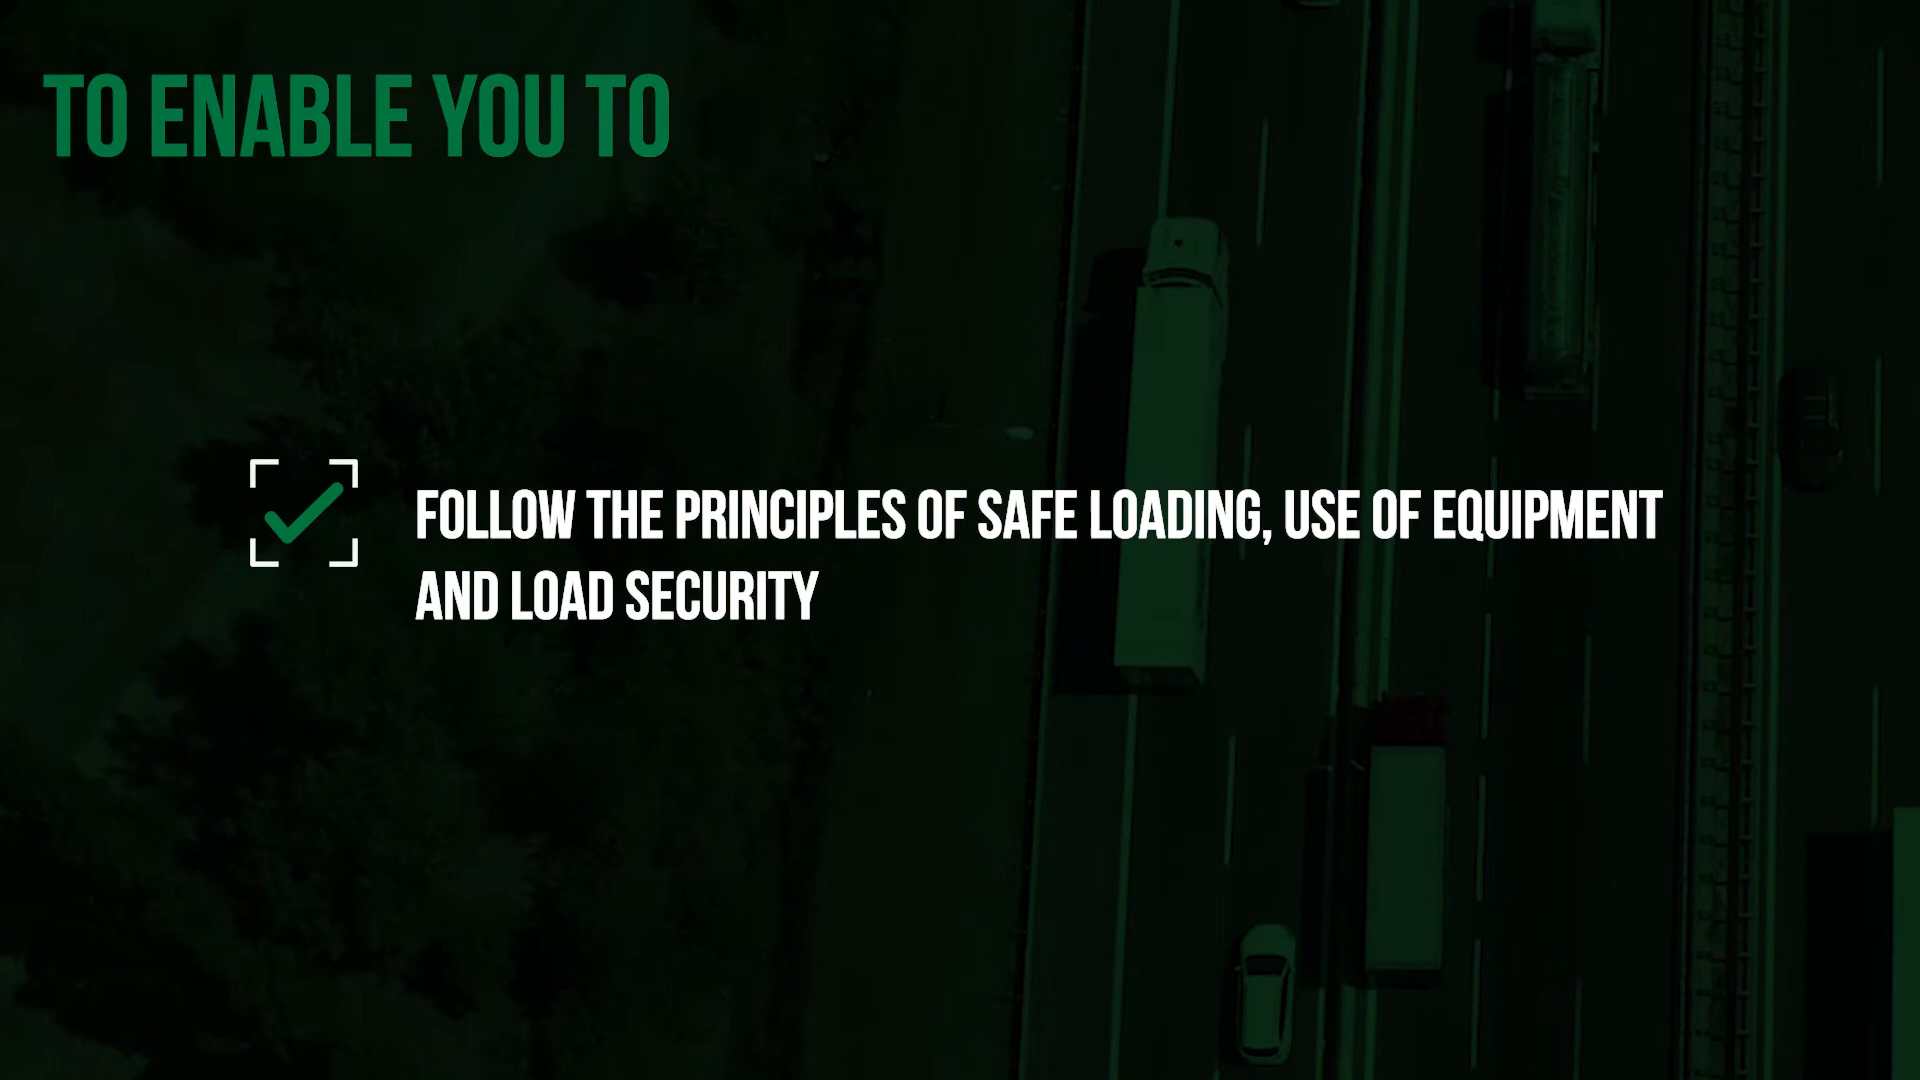 TO ENABLE YOU TO
FOLLOW THE PRINCIPLES OF SAFE LOADING, USE OF EQUIPMENT
AND LOAD SECURITY